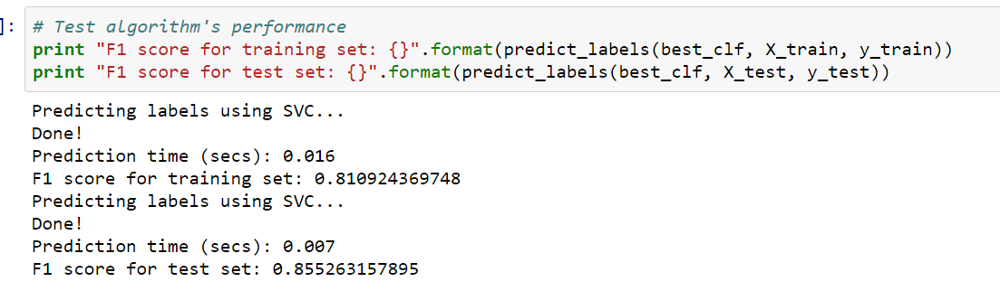 ]: # Test algorithm's performance
print "F1 score for training set: {}".format(predict_labels(best_clf, X_train, y_train))
print "F1 score for test set: {}".format(predict_labels(best_clf, X_test, y_test))
Predicting labels using SVC...
Done!
Prediction time (secs): 0.016
F1 score for training set: 0.810924369748
Predicting labels using SVC...
Done!
Prediction time (secs): 0.007
F1 score for test set: 0.855263157895